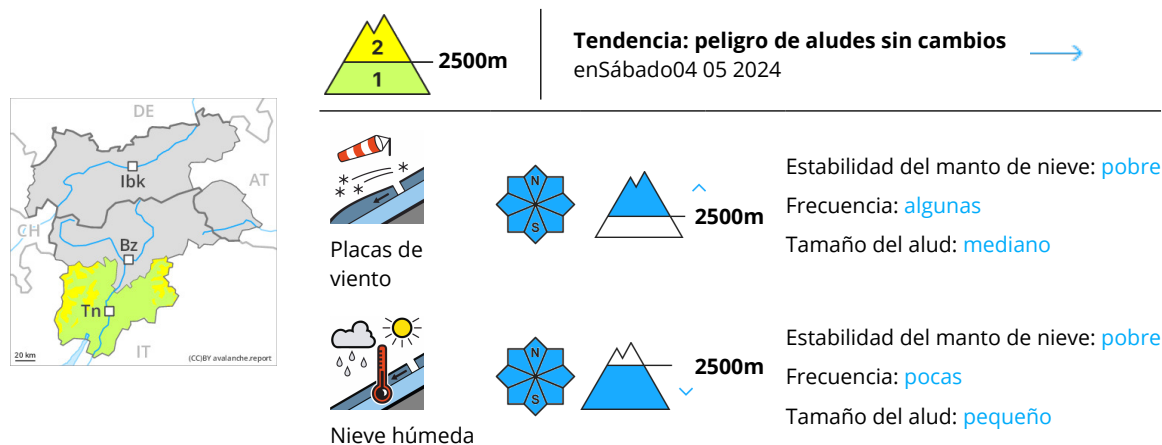 2
1
2500m
Tendencia: peligro de aludes sin cambios
enSábado04 05 2024
DE
AT
CH
IT
Ibk
Bz
Tn
20 km
(CC)BY avalanche.report
N
S
2500m
Placas de
viento
Estabilidad del manto de nieve: pobre
Frecuencia: algunas
Tamaño del alud: mediano
N
S
2500m
Nieve húmeda
Estabilidad del manto de nieve: pobre
Frecuencia: pocas
Tamaño del alud: pequeño